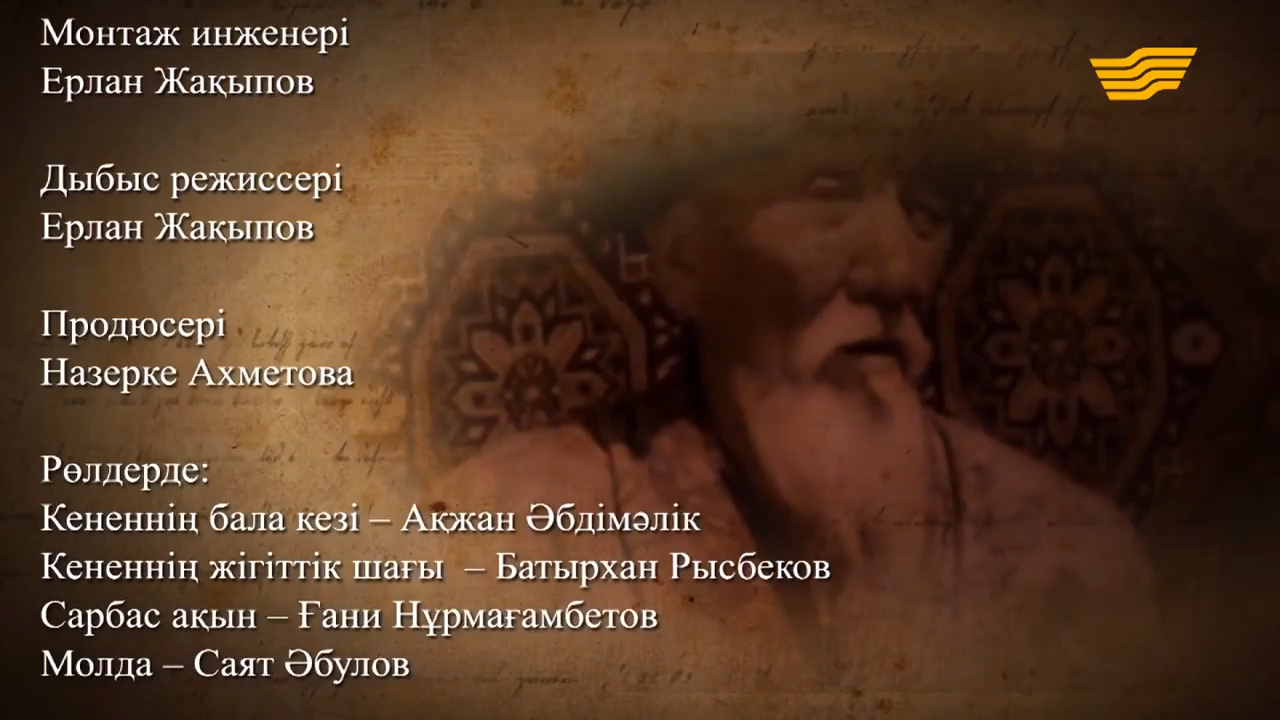 Монтаж инженері
Ерлан Жақыпов
Дыбыс режиссері
Ерлан Жақыпов
Продюсері
Назерке Ахметова
Рөлдерде:
Кененнің бала кезі – Ақжан Әбдімәлік
Кененнің жігіттік шағы – Батырхан Рысбеков
Сарбас ақын – Ғани Нұрмағамбетов
Молда – Саят Әбулов